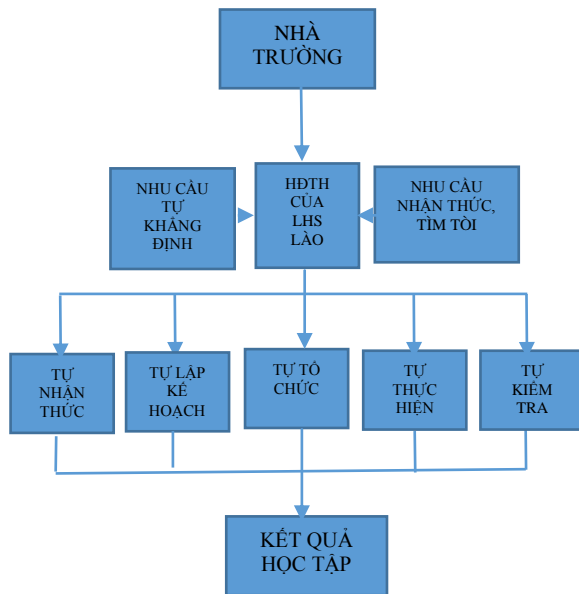 NHÀ
TRƯỜNG
NHU CẦU
TỰ
KHẲNG
ĐỊNH
HĐTH
CỦA
LHS
LÀO
NHU CẦU
NHẬN THỨC,
TÌM TÒI
TỰ
NHẬN
THỨC
TỰ LẬP
KẾ
HOẠCH
TỰ TỔ
CHỨC
TỰ
THỰC
HIỆN
TỰ
KIỂM
TRA
KẾT QUẢ
HỌC TẬP